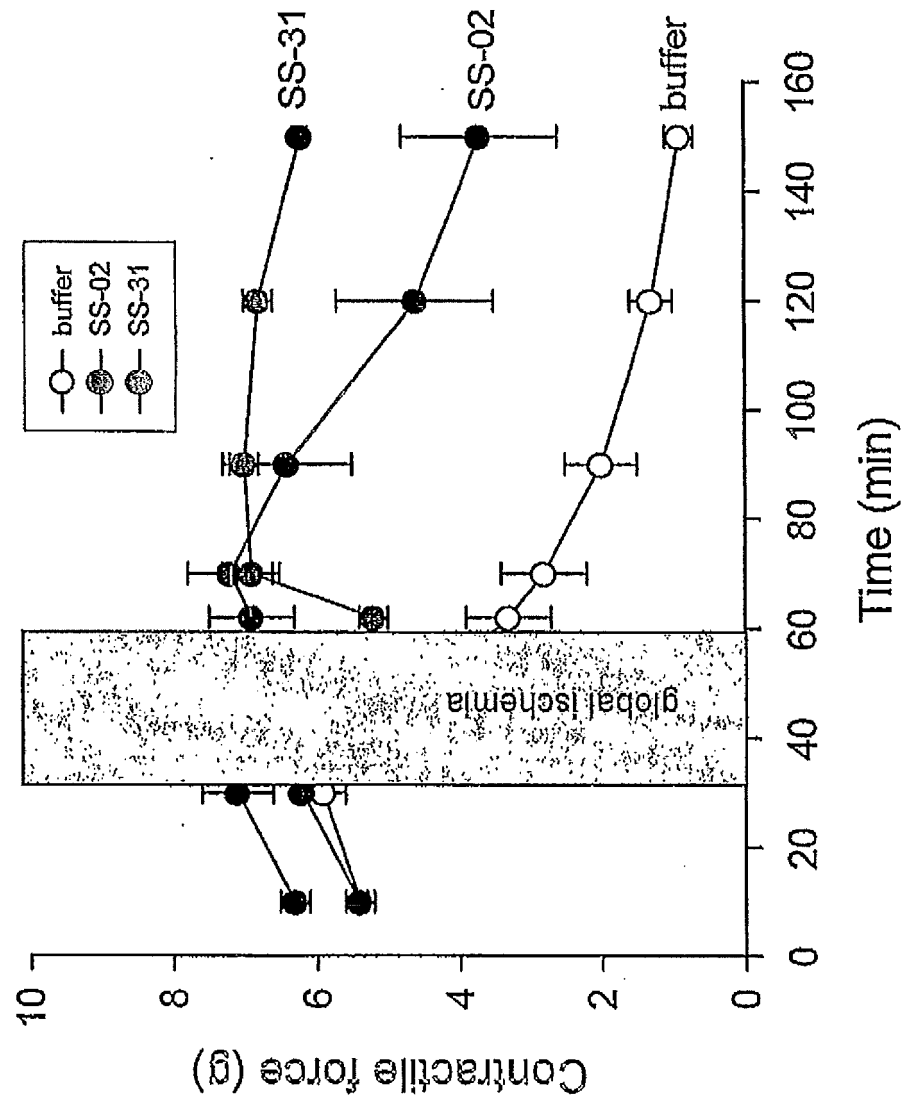 Contractile force (g)
10
8
6
4
2
0
0
20
40
60
80
100
120
140
160
Time (min)
global ischemia
buffer
SS-02
SS-31
SS-31
SS-02
buffer